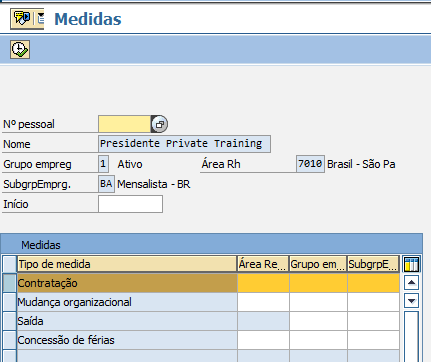 Medidas
Nº pessoal
Nome Presidente Private Training
Grupo empreg 1 Ativo Área Rh 7010 Brasil - São Pa
SubgrpEmprg. BA Mensalista - BR
Início
Medidas
Tipo de medida Área Re... Grupo em... SubgrpE...
Contratação
Mudança organizacional
Saída
Concessão de férias